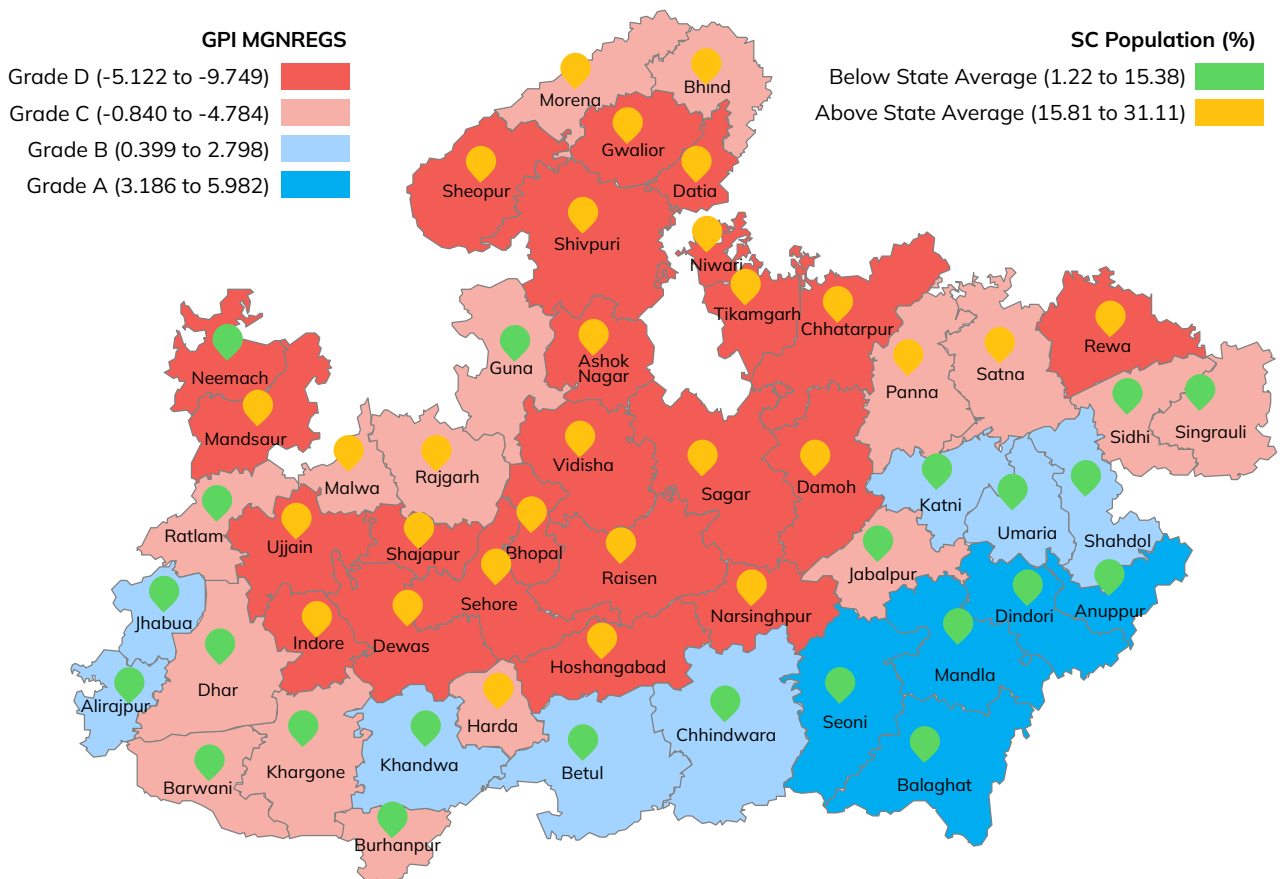 GPI MGNREGS
Grade D (-5.122 to -9.749)
Grade C (-0.840 to -4.784)
Grade B (0.399 to 2.798)
Grade A (3.186 to 5.982)
SC Population (%)
Below State Average (1.22 to 15.38)
Above State Average (15.81 to 31.11)
Morena
Bhind
Gwalior
Sheopur
Datia
Shivpuri
Niwari
Tikamgarh
Chhatarpur
Rewa
Guna
Ashok
Nagar
Neemach
Panna
Satna
Mandsaur
Sidhi
Singrauli
Malwa
Rajgarh
Vidisha
Sagar
Damoh
Katni
Umaria
Shahdol
Ratlam
Ujjain
Shajapur
Bhopal
Raisen
Jabalpur
Sehore
Narsinghpur
Dindori
Anuppur
Jhabua
Indore
Dewas
Hoshangabad
Mandla
Dhar
Alirajpur
Harda
Chhindwara
Seoni
Khargone
Khandwa
Betul
Barwani
Balaghat
Burhanpur